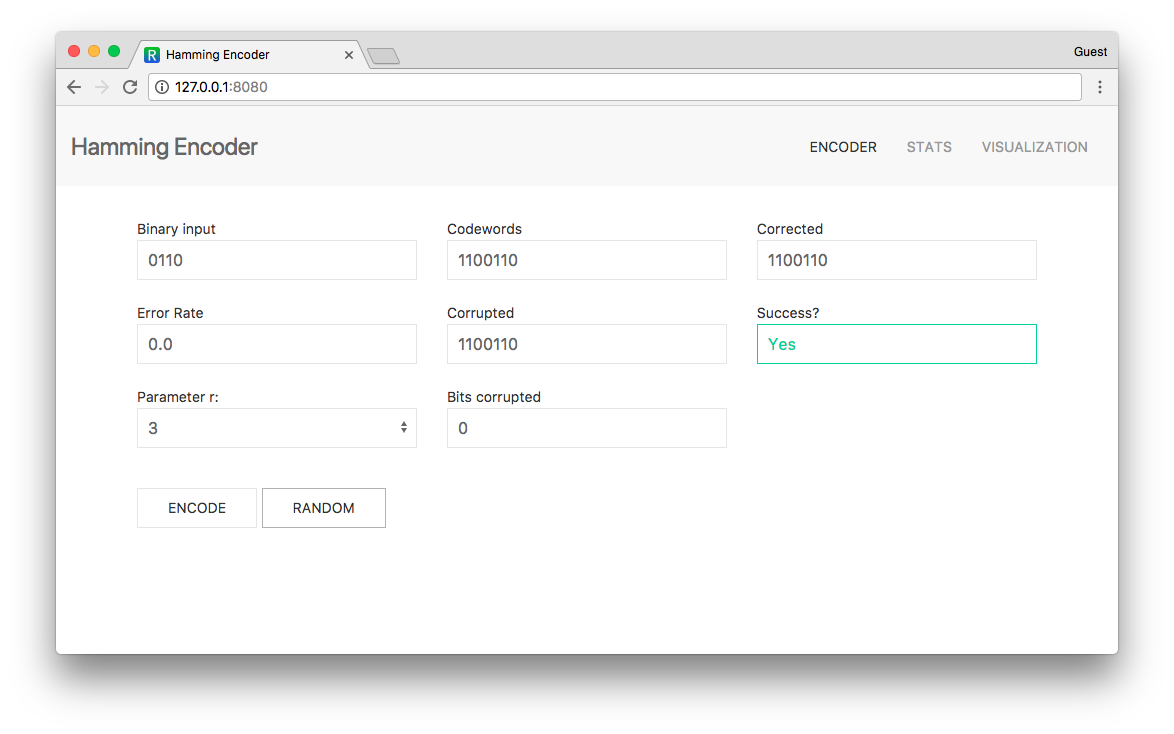 R Hamming Encoder
Guest
127.0.0.1:8080
Hamming Encoder
ENCODER STATS VISUALIZATION
Binary input Codewords Corrected
0110 1100110 1100110
Error Rate Corrupted Success?
0.0 1100110 Yes
Parameter r: Bits corrupted
3 0
ENCODE RANDOM